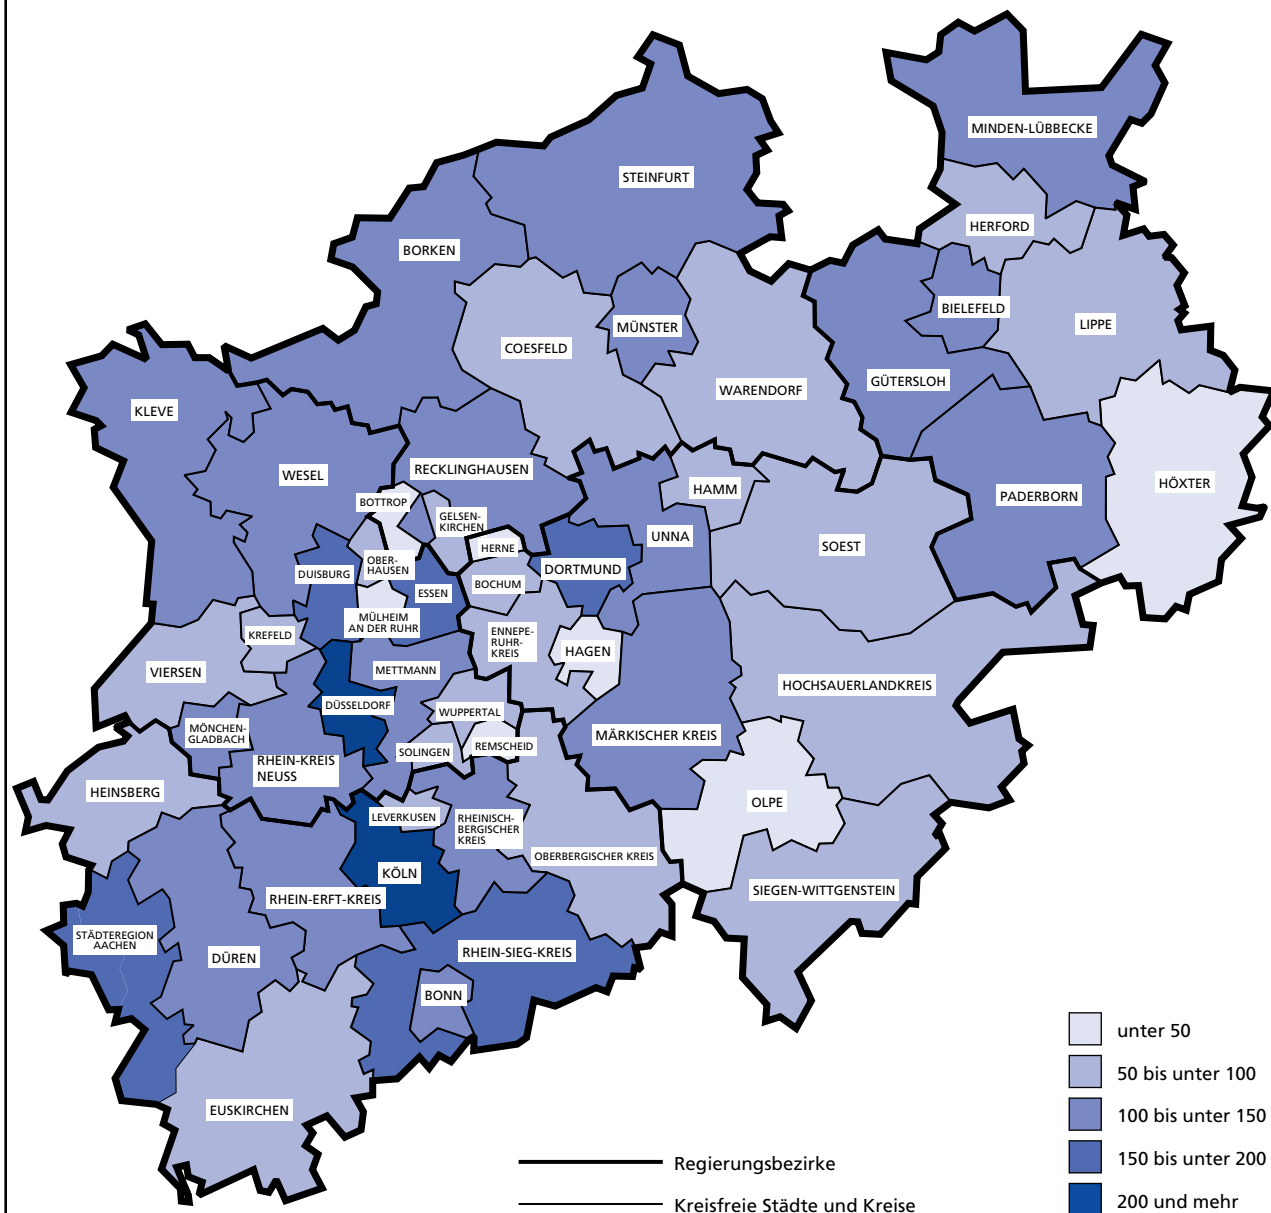 MINDEN-LÜBBECKE
STEINFURT
HERFORD
BORKEN
BIELEFELD
MÜNSTER
LIPPE
COESFELD
GÜTERSLOH
WARENDORF
KLEVE
RECKLINGHAUSEN
WESEL
HÖXTER
HAMM
PADERBORN
BOTTROP
GELSEN-
KIRCHEN
UNNA
SOEST
HERNE
OBER-
HAUSEN
DORTMUND
DUISBURG
BOCHUM
ESSEN
MÜLHEIM
AN DER RUHR
KREFELD
ENNEPE-
RUHR-
KREIS
HAGEN
VIERSEN
METTMANN
HOCHSAUERLANDKREIS
DÜSSELDORF
WUPPERTAL
MÖNCHEN-
GLADBACH
MÄRKISCHER KREIS
REMSCHEID
SOLINGEN
RHEIN-KREIS
NEUSS
HEINSBERG
OLPE
LEVERKUSEN
RHEINISCH-
BERGISCHER
KREIS
OBERBERGISCHER KREIS
KÖLN
SIEGEN-WITTGENSTEIN
RHEIN-ERFT-KREIS
STÄDTEREGION
AACHEN
RHEIN-SIEG-KREIS
DÜREN
BONN
EUSKIRCHEN
unter 50
50 bis unter 100
100 bis unter 150
150 bis unter 200
200 und mehr
Regierungsbezirke
Kreisfreie Städte und Kreise